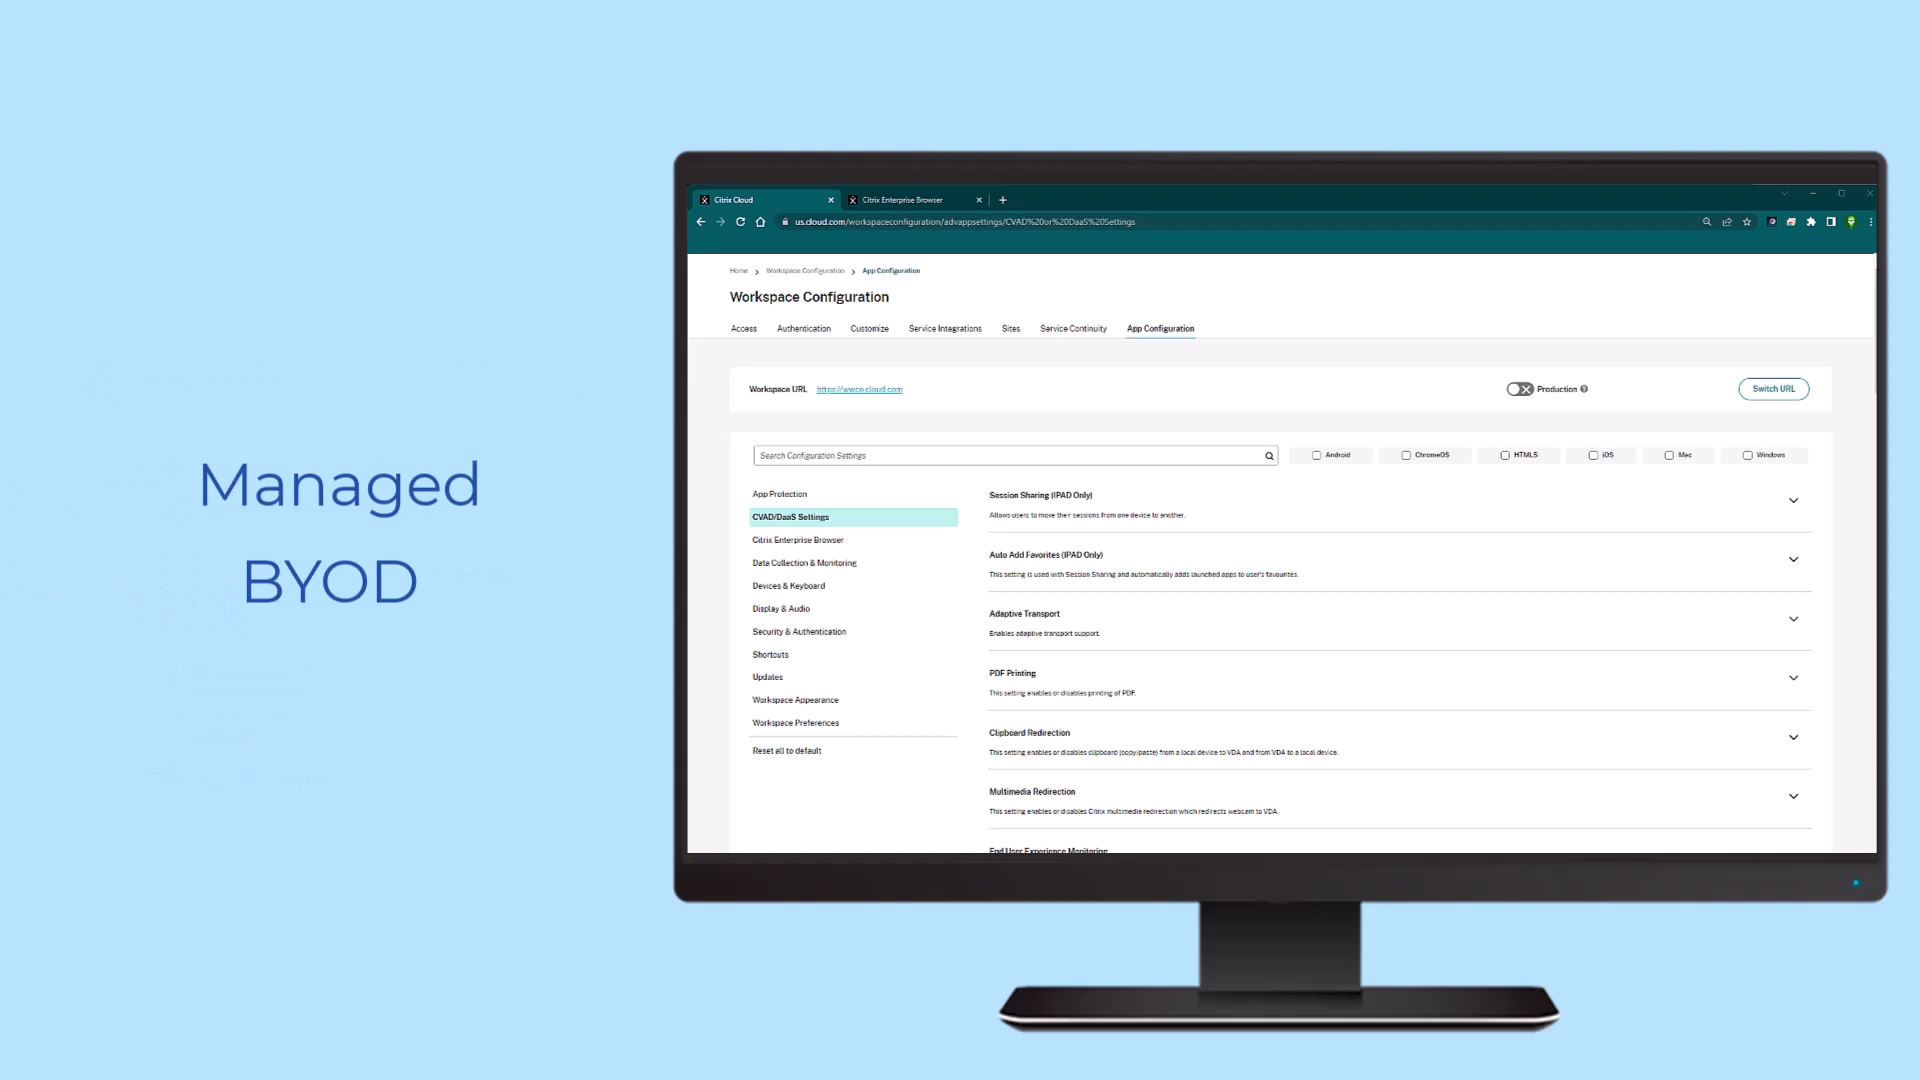 Managed
BYOD
Citrix Cloud
Citrix Enterprise Browser
us.cloud.com/workspaceconfiguration/advappsettings/CVAD%20or%20DaaS%20Settings
Home > Workspace Configuration > App Configuration
Workspace Configuration
Access Authentication Customize Service Integrations Sites Service Continuity App Configuration
Workspace URL https://wwco.cloud.com Production Switch URL
Search Configuration Settings Android ChromeOS HTML5 iOS Mac Windows
App Protection
CVAD/DaaS Settings
Citrix Enterprise Browser
Data Collection & Monitoring
Devices & Keyboard
Display & Audio
Security & Authentication
Shortcuts
Updates
Workspace Appearance
Workspace Preferences
Reset all to default
Session Sharing (IPAD Only)
Allows users to move their sessions from one device to another.
Auto Add Favorites (IPAD Only)
This setting is used with Session Sharing and automatically adds launched apps to user's favourites.
Adaptive Transport
Enables adaptive transport support.
PDF Printing
This setting enables or disables printing of PDF.
Clipboard Redirection
This setting enables or disables clipboard (copy/paste) from a local device to VDA and from VDA to a local device.
Multimedia Redirection
This setting enables or disables Citrix multimedia redirection which redirects webcam to VDA.
End User Experience Monitoring